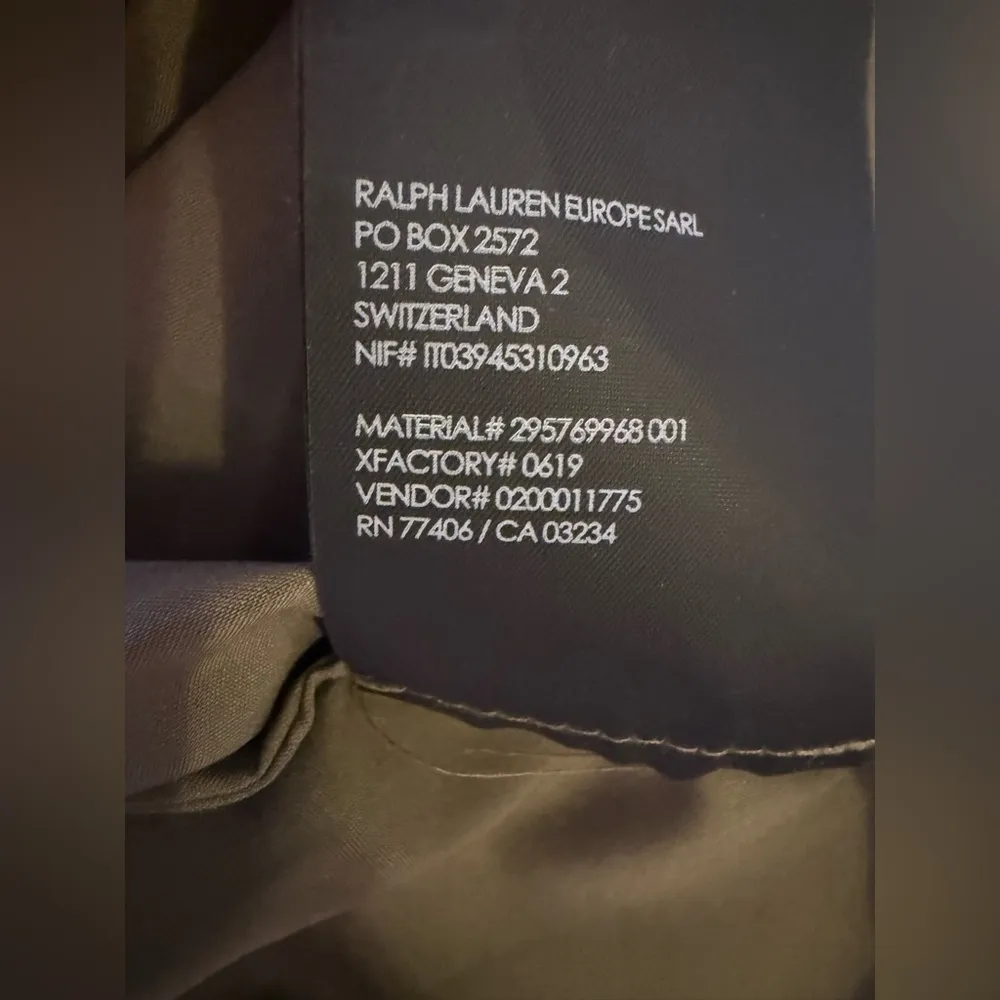 RALPH LAUREN EUROPE SARL
PO BOX 2572
1211 GENEVA 2
SWITZERLAND
NIF# IT03945310963
MATERIAL# 295769968 001
XFACTORY# 0619
VENDOR# 0200011775
RN 77406 / CA 03234